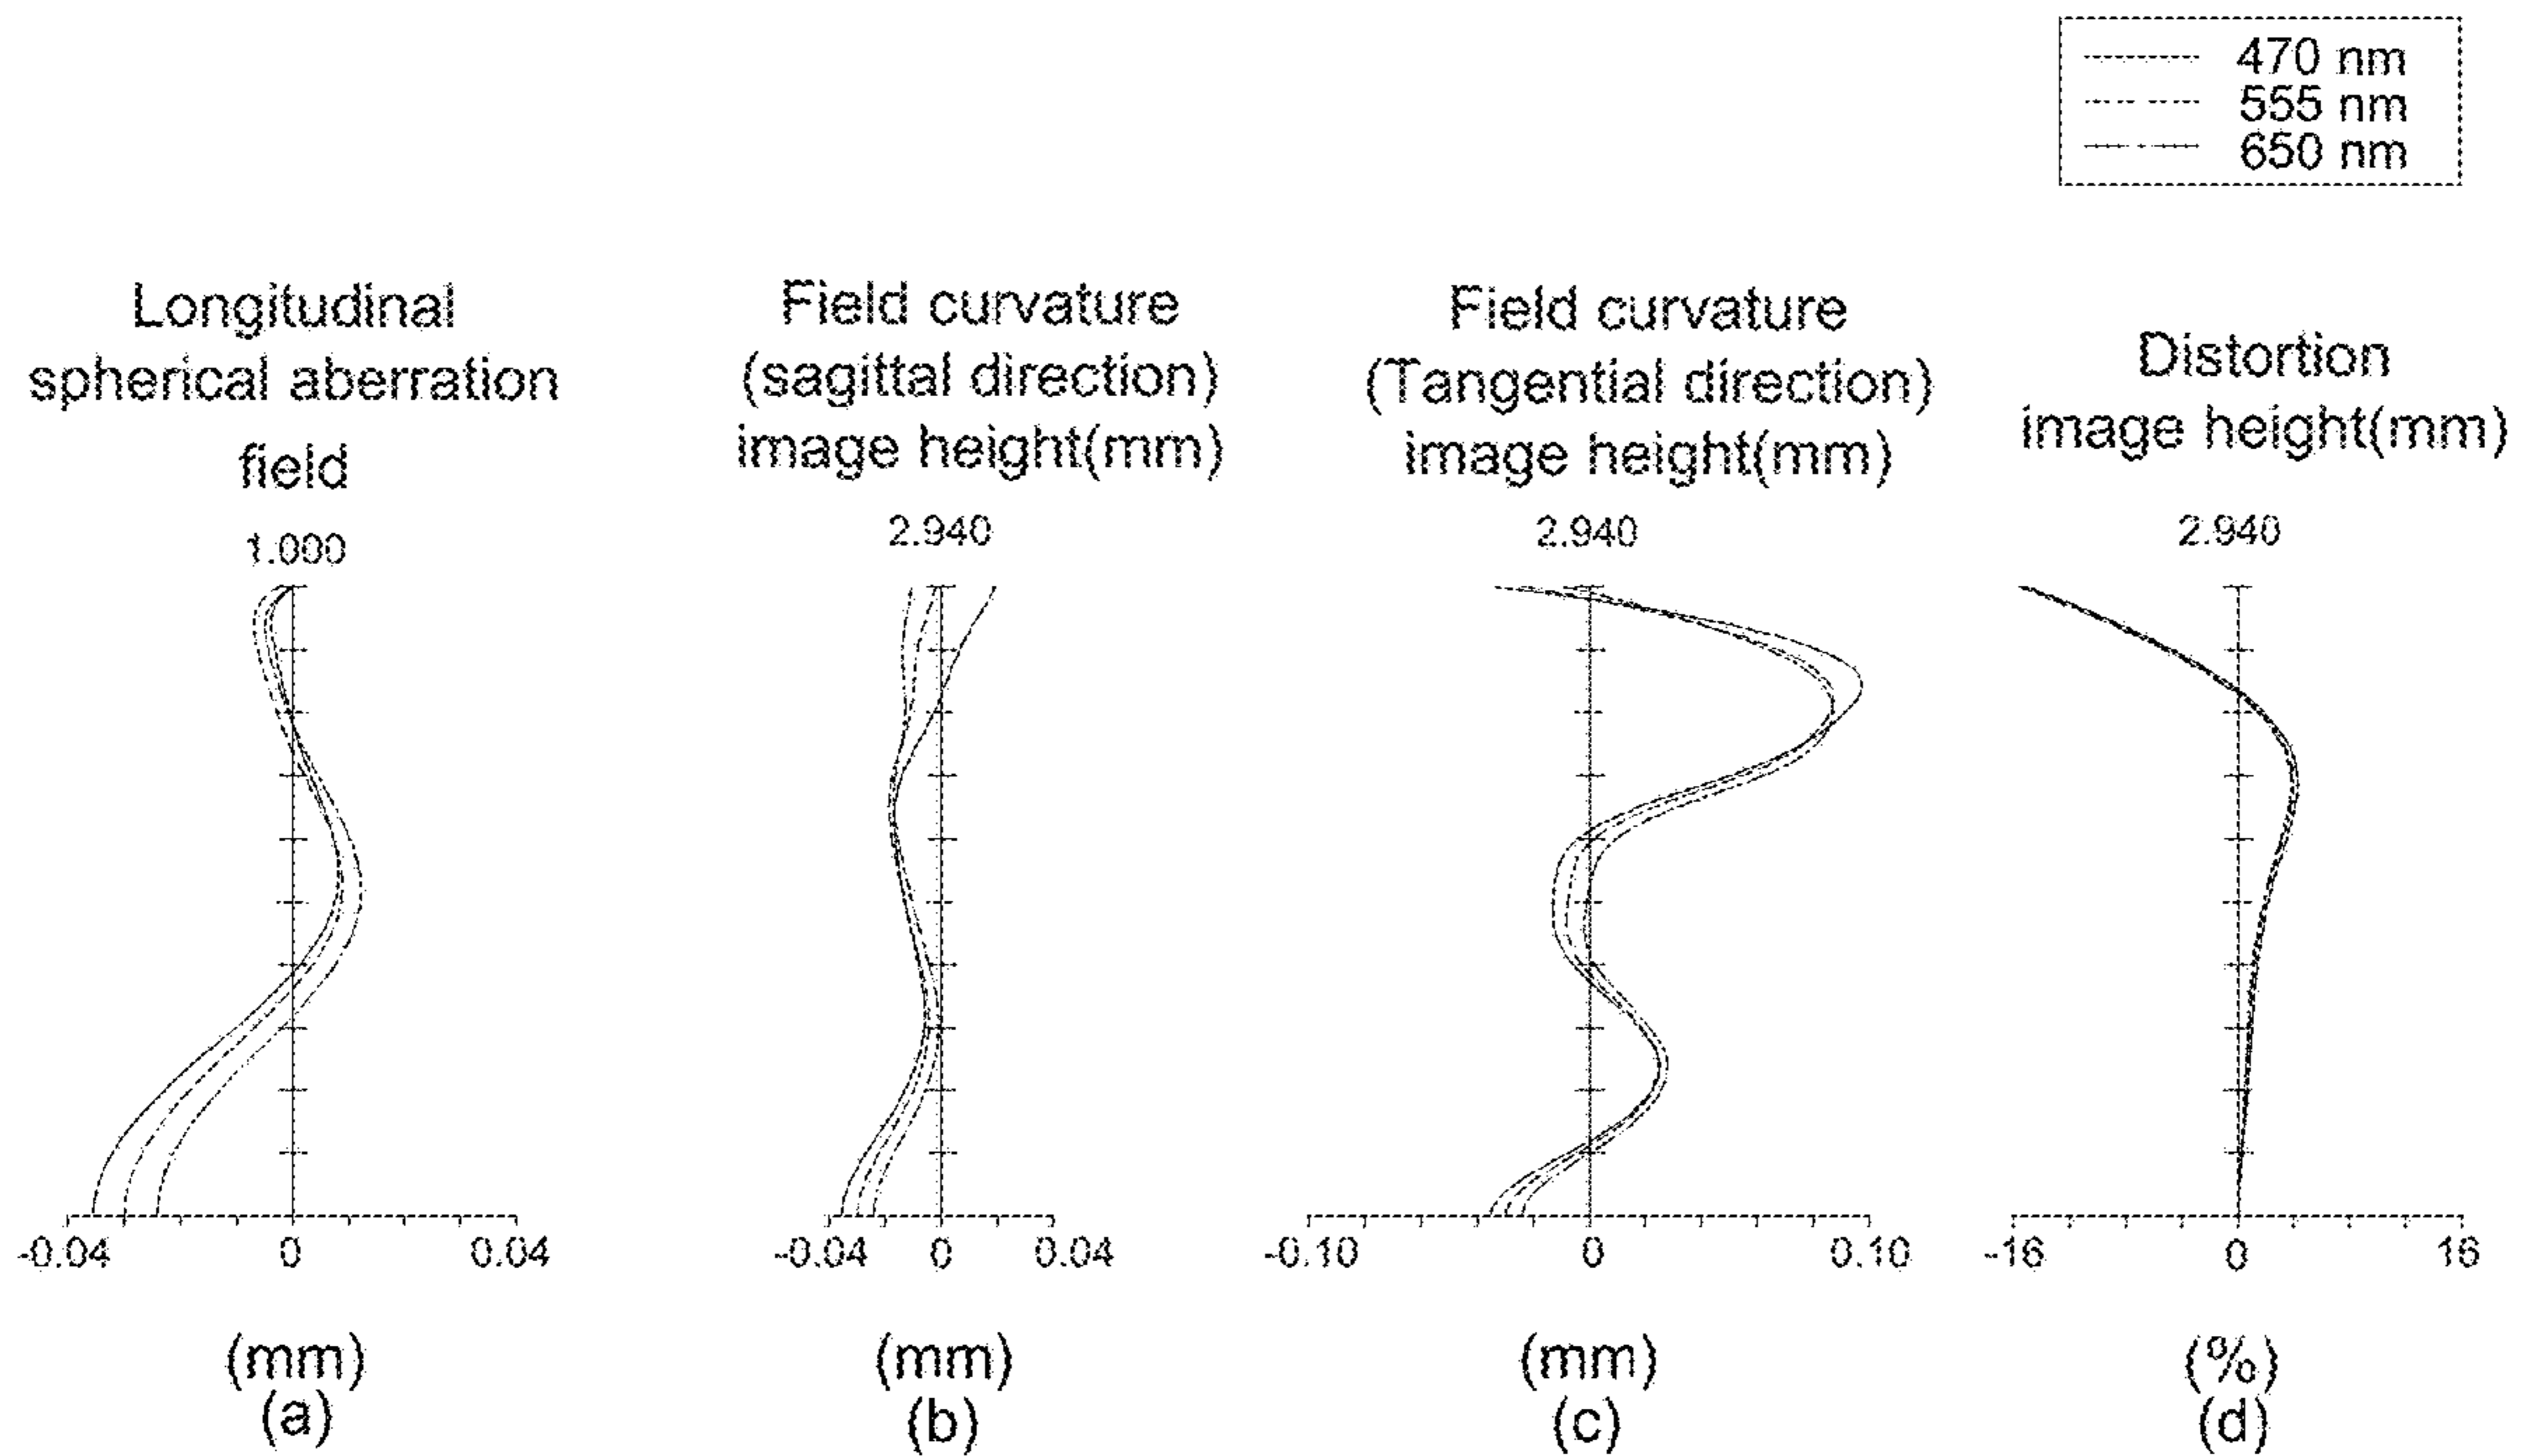 470 nm
555 nm
650 nm
Longitudinal
spherical aberration
field
1.000
-0.04 0 0.04
(mm)
(a)
Field curvature
(sagittal direction)
image height(mm)
2.940
-0.04 0 0.04
(mm)
(b)
Field curvature
(Tangential direction)
image height(mm)
2.940
-0.10 0 0.10
(mm)
(c)
Distortion
image height(mm)
2.940
-16 0 16
(%)
(d)